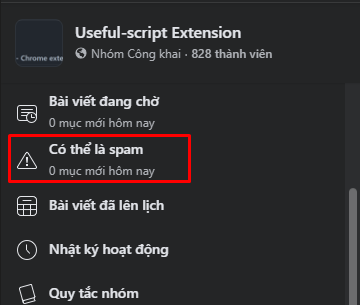 Useful-script Extension
Nhóm Công khai · 828 thành viên
Chrome exte
Bài viết đang chờ
0 mục mới hôm nay
Có thể là spam
0 mục mới hôm nay
Bài viết đã lên lịch
Nhật ký hoạt động
Quy tắc nhóm